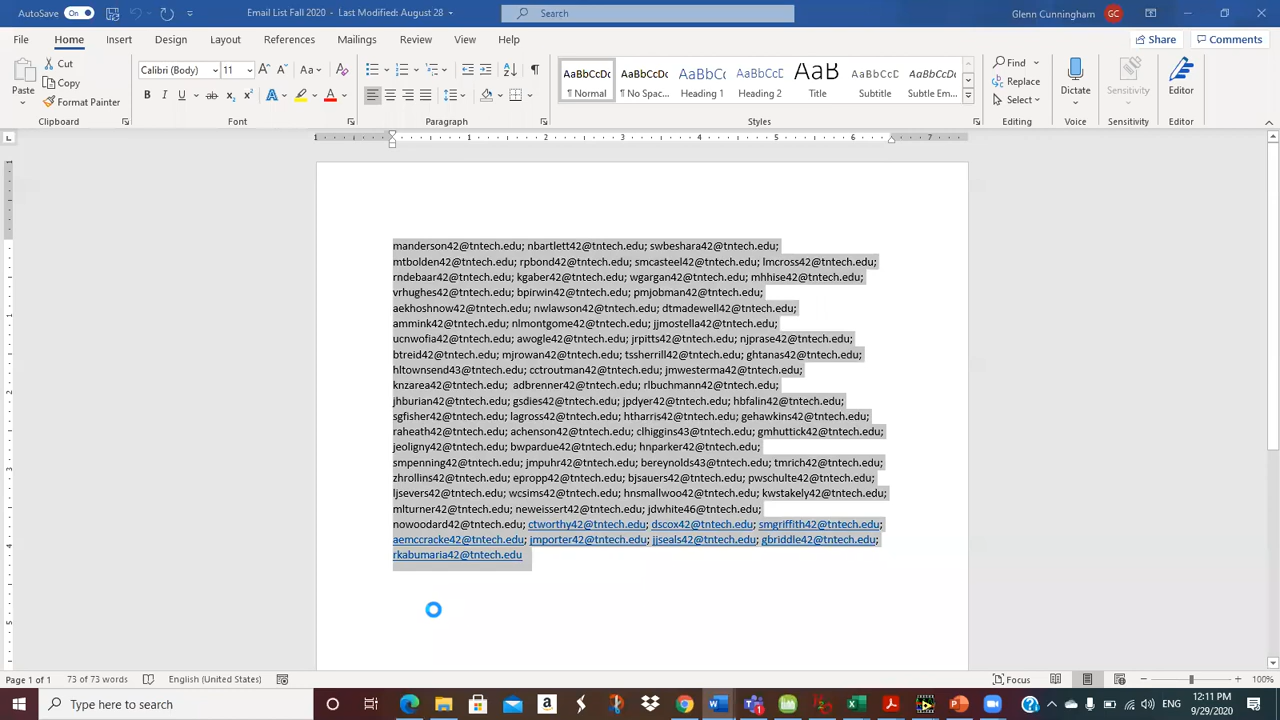 AutoSave On Email List Fall 2020 - Last Modified: August 28 Search Glenn Cunningham GC
File Home Insert Draw Design Layout References Mailings Review View Help Share Comments
Paste Cut Copy Format Painter Clipboard
Calibri (Body) 11 Aa B I U ab x₂ x² A A Font
Paragraph
AaBbCcDc AaBbCcDc AaBbCc AaBbCcD AaB AaBbCcD AaBbCcDc
¶ Normal ¶ No Spac... Heading 1 Heading 2 Title Subtitle Subtle Em... Styles
Find Replace Select Editing
Dictate Voice Sensitivity Sensitivity Editor Editor
1 1 2 3 4 5 6 7
manderson42@tntech.edu; nbartlett42@tntech.edu; swbeshara42@tntech.edu;
mtbolden42@tntech.edu; rpbond42@tntech.edu; smcasteel42@tntech.edu; lmcross42@tntech.edu;
rndebaar42@tntech.edu; kgaber42@tntech.edu; wgargan42@tntech.edu; mhhise42@tntech.edu;
vrhughes42@tntech.edu; bpirwin42@tntech.edu; pmjobman42@tntech.edu;
aekhoshnow42@tntech.edu; nwlawson42@tntech.edu; dtmadewell42@tntech.edu;
ammink42@tntech.edu; nlmontgome42@tntech.edu; jjmostella42@tntech.edu;
ucnwofia42@tntech.edu; awogle42@tntech.edu; jrpitts42@tntech.edu; njprase42@tntech.edu;
btreid42@tntech.edu; mjrowan42@tntech.edu; tssherrill42@tntech.edu; ghtanas42@tntech.edu;
hltownsend43@tntech.edu; cctroutman42@tntech.edu; jmwesterma42@tntech.edu;
knzarea42@tntech.edu; adbrenner42@tntech.edu; rlbuchmann42@tntech.edu;
jhburian42@tntech.edu; gsdies42@tntech.edu; jpdyer42@tntech.edu; hbfalin42@tntech.edu;
sgfisher42@tntech.edu; lagross42@tntech.edu; htharris42@tntech.edu; gehawkins42@tntech.edu;
raheath42@tntech.edu; achenson42@tntech.edu; clhiggins43@tntech.edu; gmhuttick42@tntech.edu;
jeoligny42@tntech.edu; bwpardue42@tntech.edu; hnparker42@tntech.edu;
smpenning42@tntech.edu; jmpuhr42@tntech.edu; bereynolds43@tntech.edu; tmrich42@tntech.edu;
zhrollins42@tntech.edu; epropp42@tntech.edu; bjsauers42@tntech.edu; pwschulte42@tntech.edu;
ljsevers42@tntech.edu; wcsims42@tntech.edu; hnsmallwoo42@tntech.edu; kwstakely42@tntech.edu;
mlturner42@tntech.edu; neweissert42@tntech.edu; jdwhite46@tntech.edu;
nowoodard42@tntech.edu; ctworthy42@tntech.edu; dscox42@tntech.edu; smgriffith42@tntech.edu;
aemccracke42@tntech.edu; jmporter42@tntech.edu; jjseals42@tntech.edu; gbriddle42@tntech.edu;
rkabumaria42@tntech.edu
Page 1 of 1 73 of 73 words English (United States) Focus 100%
Type here to search ENG 12:11 PM
9/29/2020